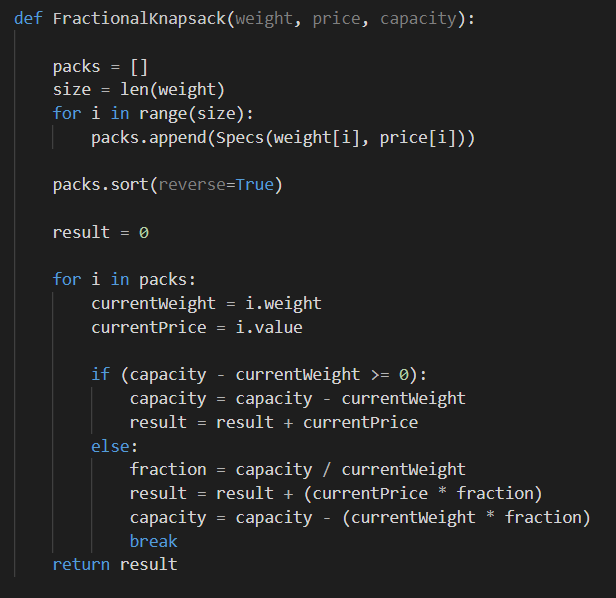 def FractionalKnapsack(weight, price, capacity):
    packs = []
    size = len(weight)
    for i in range(size):
        packs.append(Specs(weight[i], price[i]))
    packs.sort(reverse=True)
    result = 0
    for i in packs:
        currentWeight = i.weight
        currentPrice = i.value
        if (capacity - currentWeight >= 0):
            capacity = capacity - currentWeight
            result = result + currentPrice
        else:
            fraction = capacity / currentWeight
            result = result + (currentPrice * fraction)
            capacity = capacity - (currentWeight * fraction)
            break
    return result